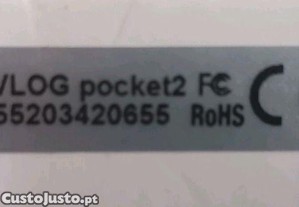 VLOG pocket2 FC C
55203420655 RoHS
CustoJusto.pt